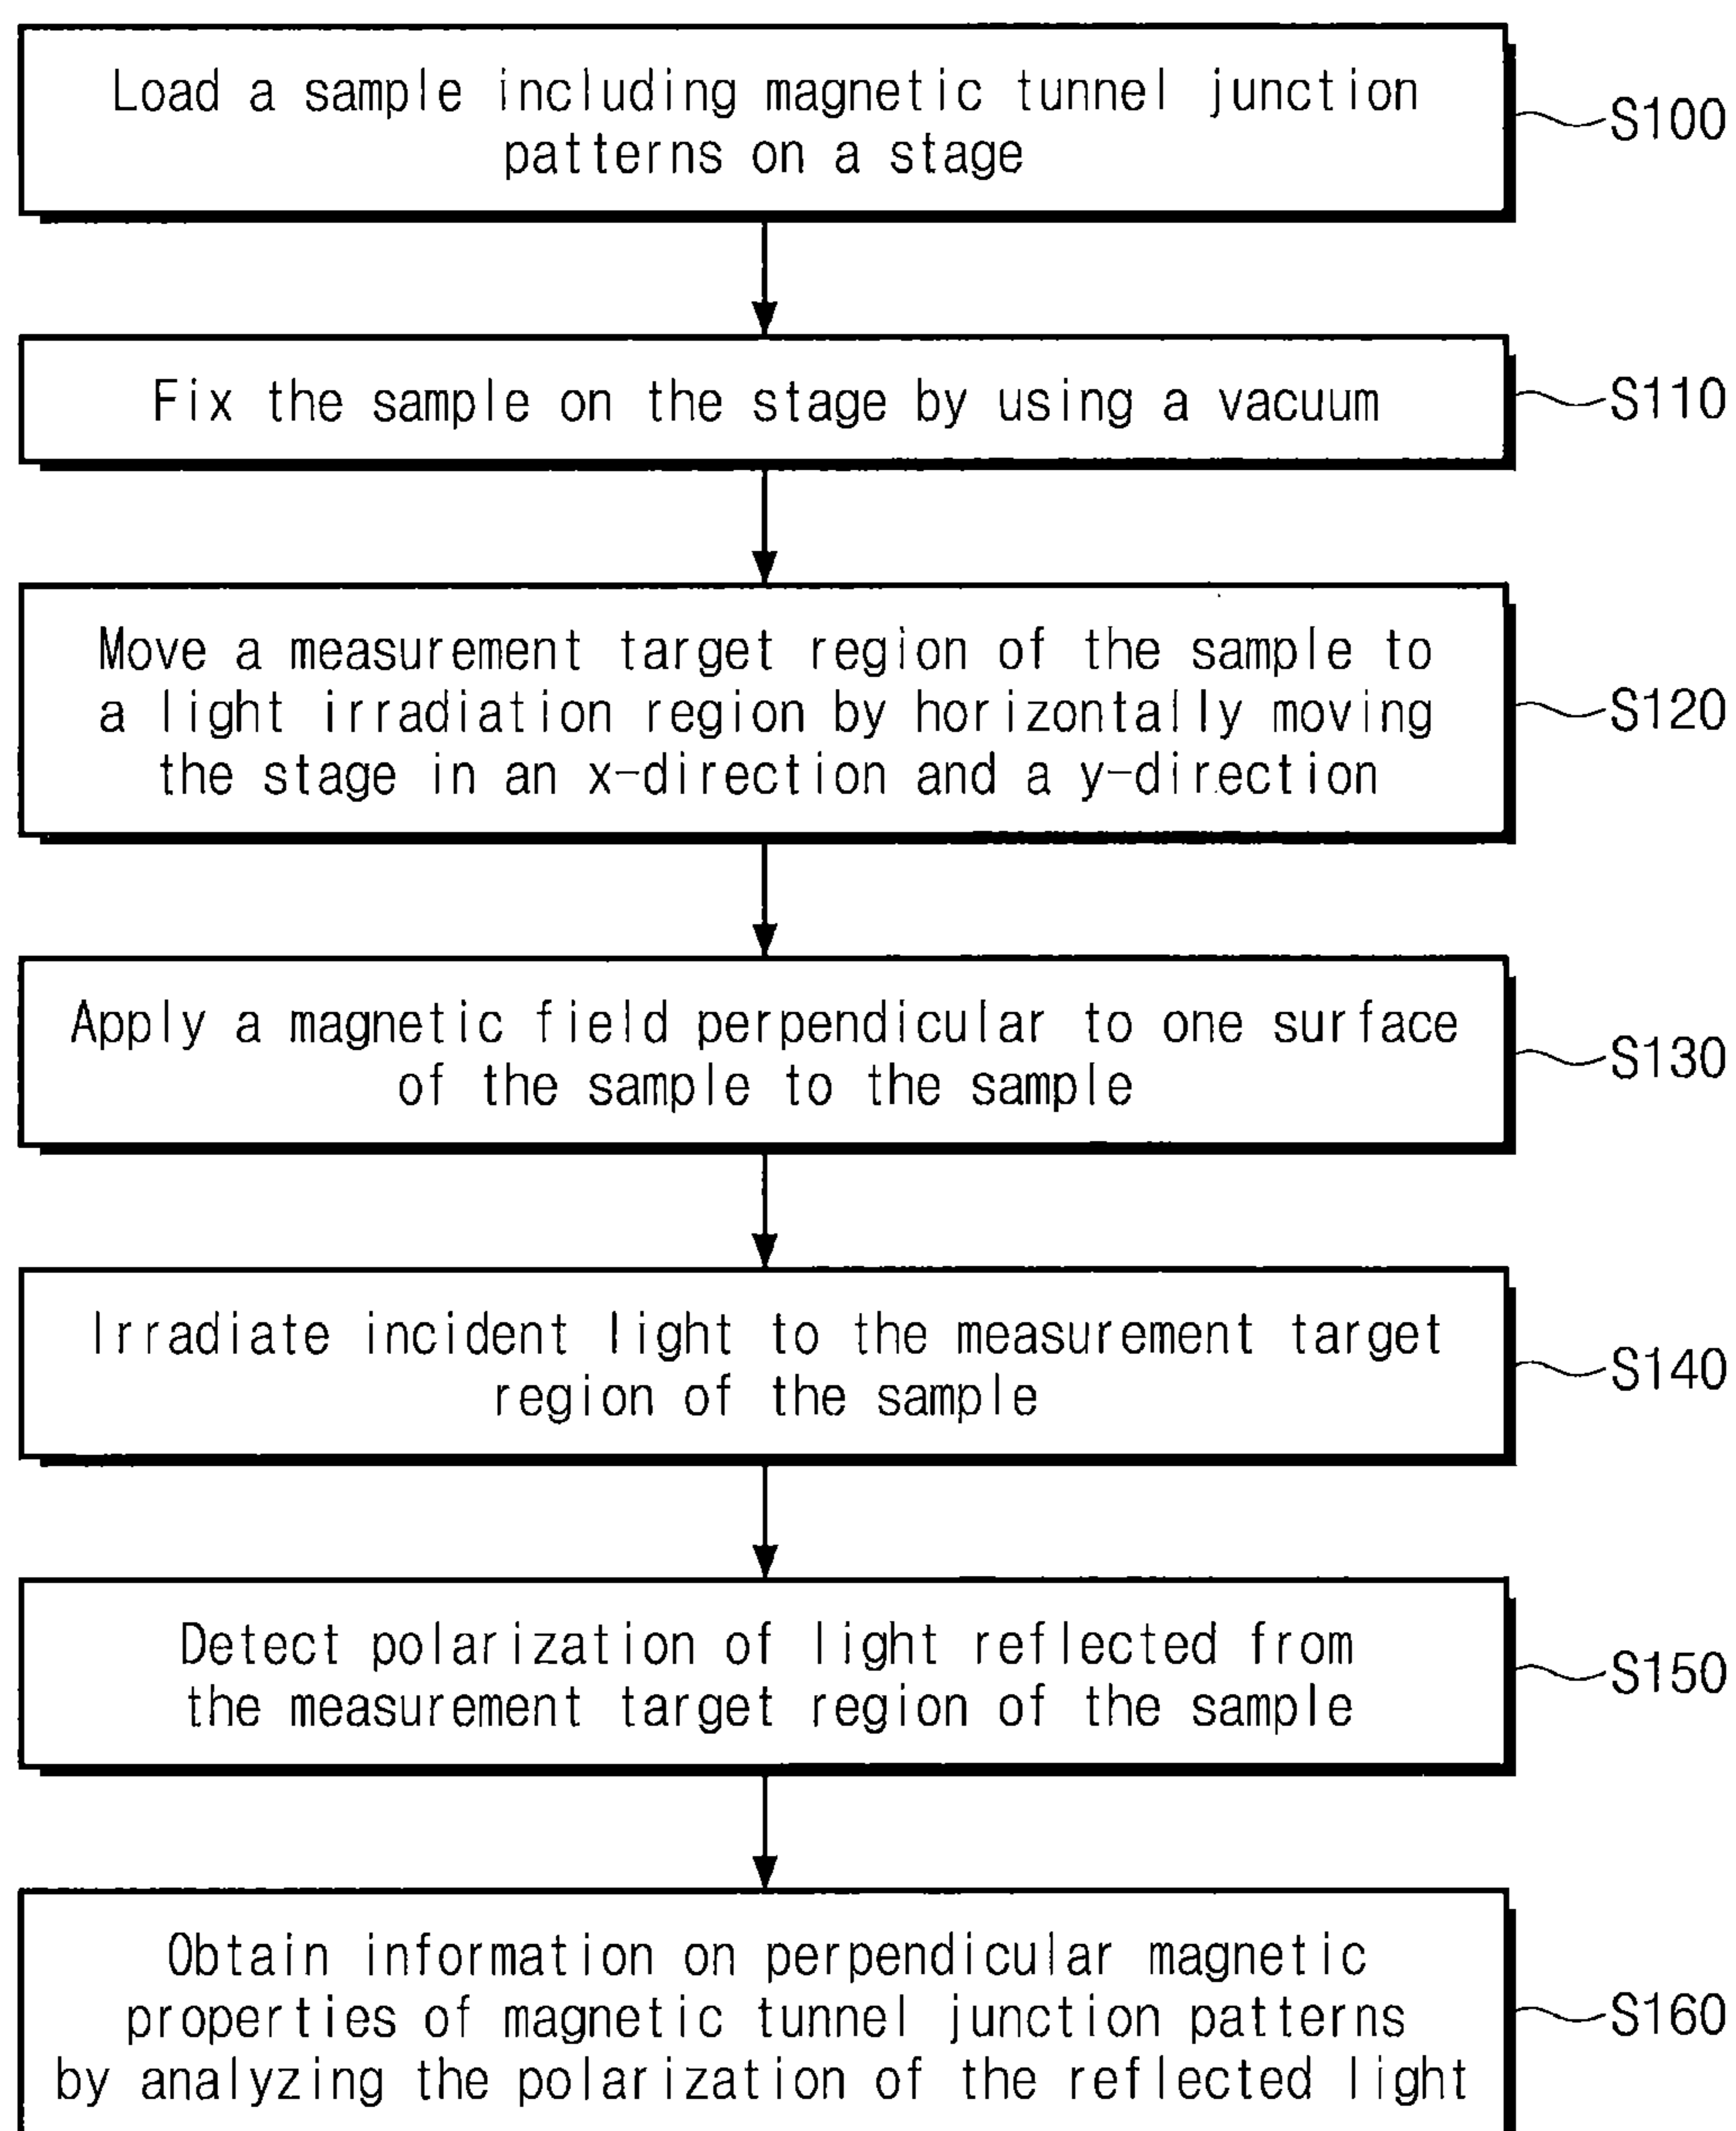 Load a sample including magnetic tunnel junction
patterns on a stage
S100
Fix the sample on the stage by using a vacuum
S110
Move a measurement target region of the sample to
a light irradiation region by horizontally moving
the stage in an x-direction and a y-direction
S120
Apply a magnetic field perpendicular to one surface
of the sample to the sample
S130
Irradiate incident light to the measurement target
region of the sample
S140
Detect polarization of light reflected from
the measurement target region of the sample
S150
Obtain information on perpendicular magnetic
properties of magnetic tunnel junction patterns
by analyzing the polarization of the reflected light
S160